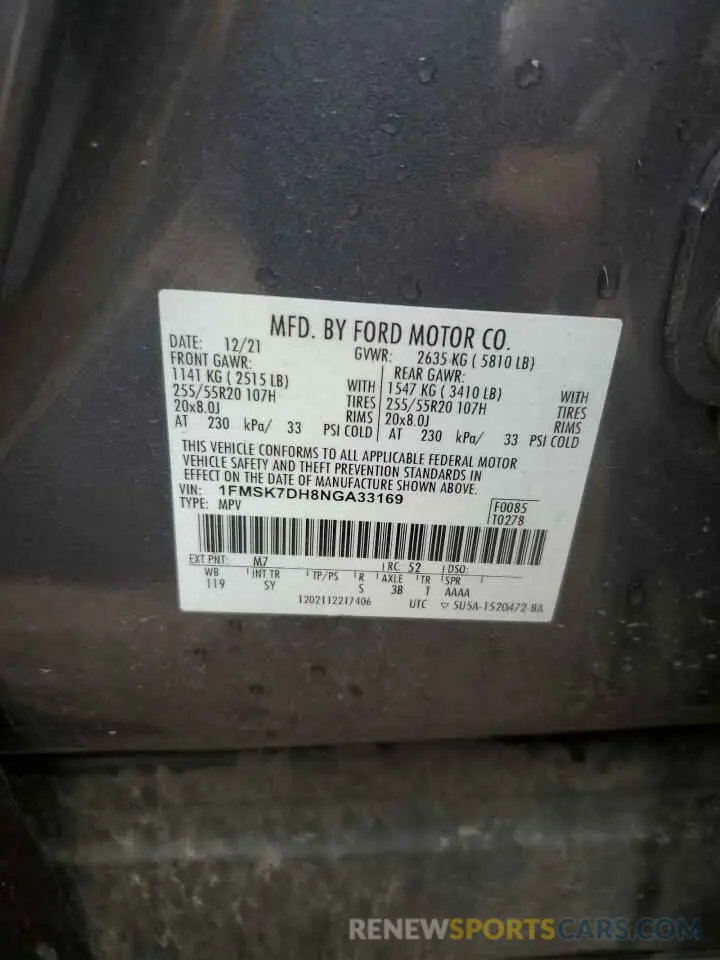 MFD. BY FORD MOTOR CO.
DATE: 12/21 GVWR: 2635 KG ( 5810 LB)
FRONT GAWR: REAR GAWR:
1141 KG ( 2515 LB) WITH 1547 KG ( 3410 LB) WITH
255/55R20 107H TIRES 255/55R20 107H TIRES
20x8.0J RIMS 20x8.0J RIMS
AT 230 kPa/ 33 PSI COLD AT 230 kPa/ 33 PSI COLD
THIS VEHICLE CONFORMS TO ALL APPLICABLE FEDERAL MOTOR
VEHICLE SAFETY AND THEFT PREVENTION STANDARDS IN
EFFECT ON THE DATE OF MANUFACTURE SHOWN ABOVE.
VIN: 1FMSK7DH8NGA33169 F0085
TYPE: MPV T0278
EXT PNT: M7 RC: 52 DSO:
WB INT TR TP/PS R AXLE TR SPR
119 SY S 3B T AAAA
1202112217406 UTC ▽ 5U5A-1520472-BA
RENEWSPORTSCARS.COM